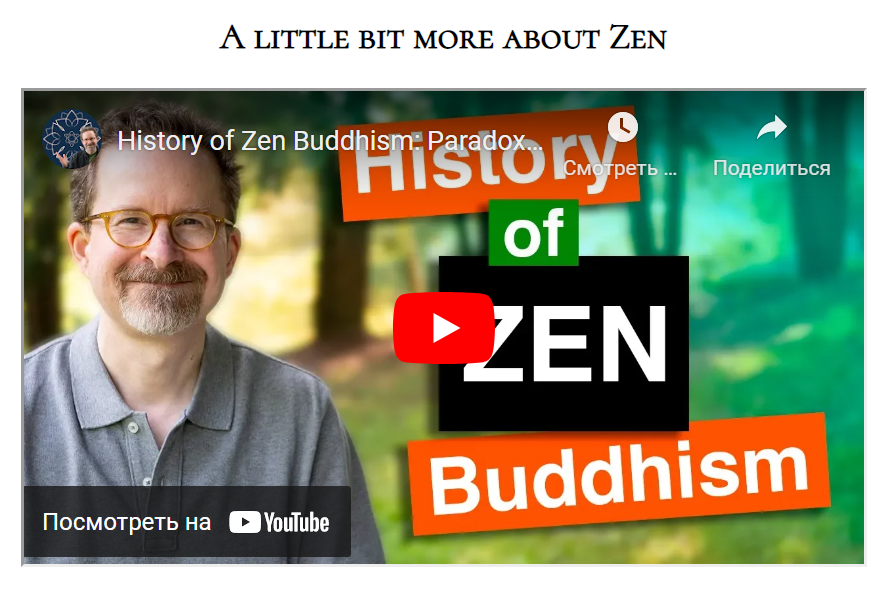 A little bit more about Zen
History of Zen Buddhism: Paradox…
Смотреть ...
Поделиться
History
of
ZEN
Buddhism
Посмотреть на YouTube